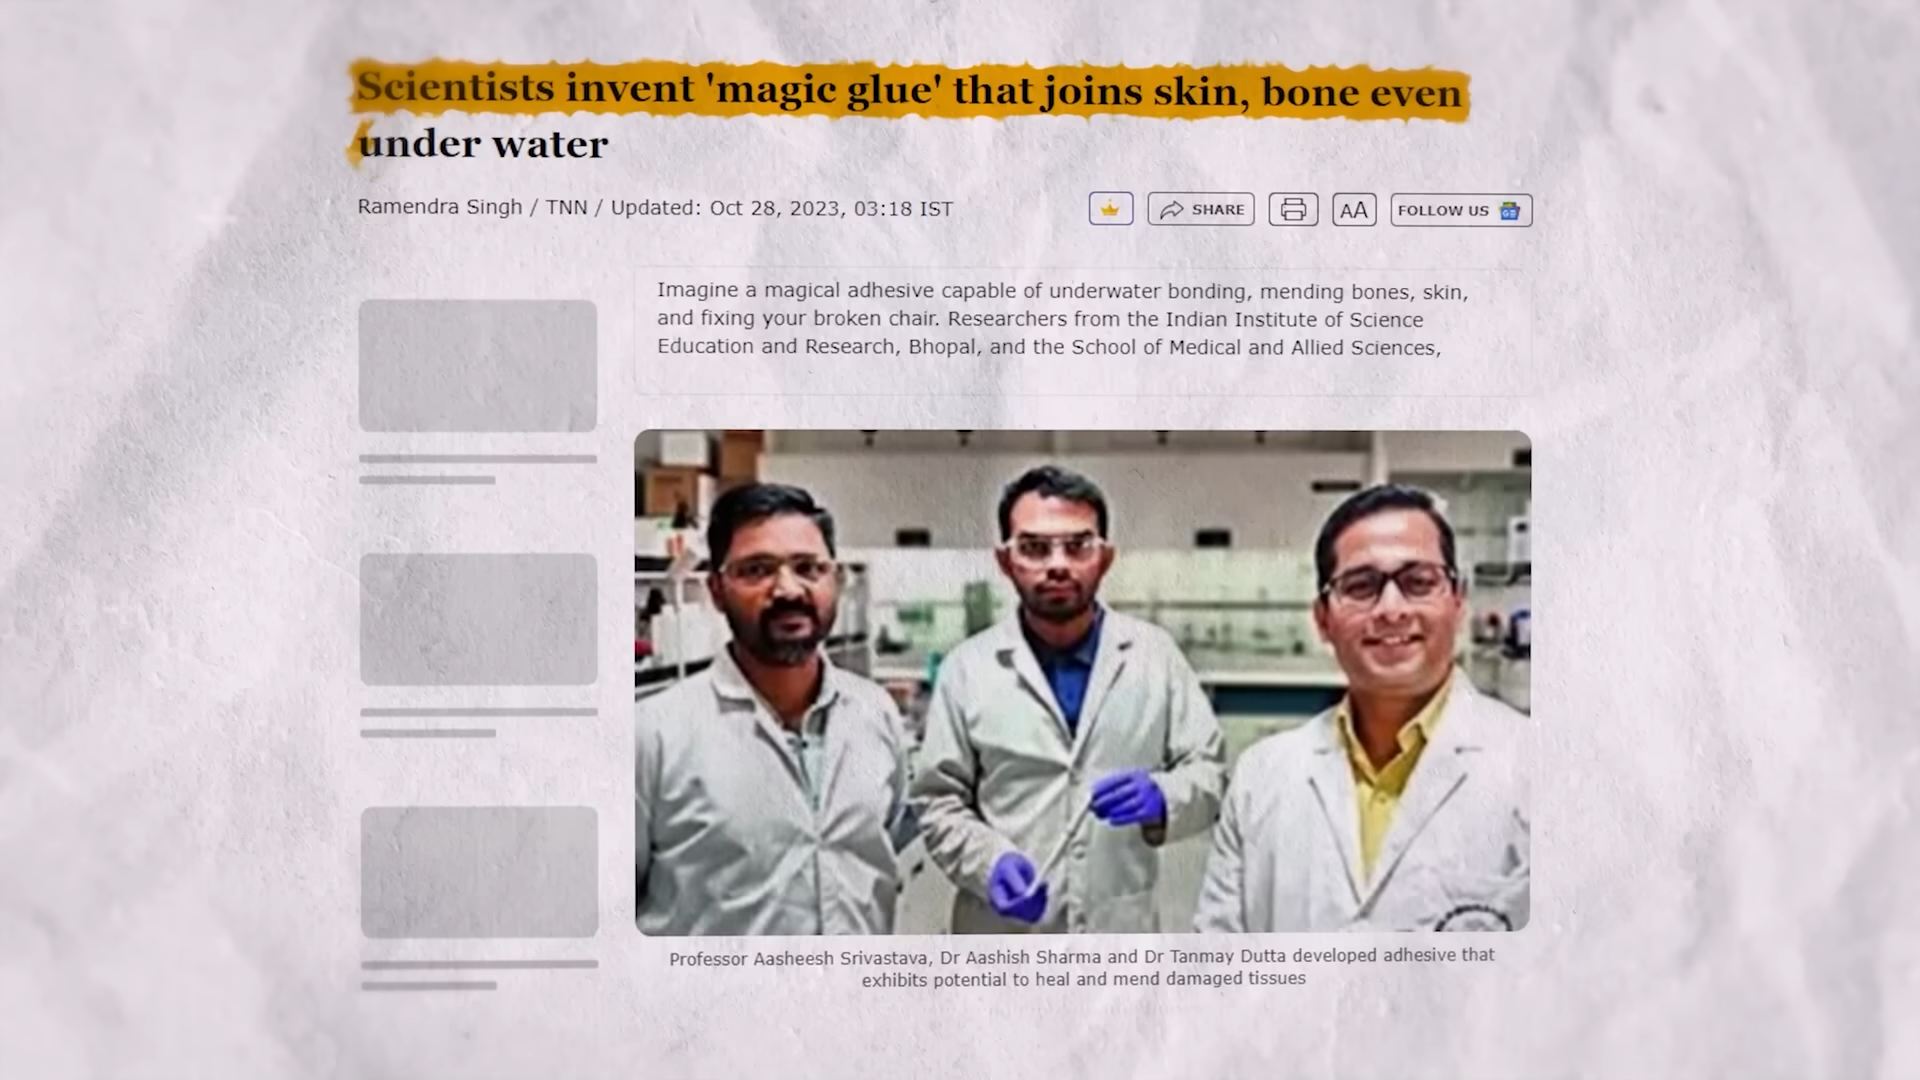 Scientists invent 'magic glue' that joins skin, bone even
under water
Ramendra Singh / TNN / Updated: Oct 28, 2023, 03:18 IST
SHARE
AA
FOLLOW US
Imagine a magical adhesive capable of underwater bonding, mending bones, skin,
and fixing your broken chair. Researchers from the Indian Institute of Science
Education and Research, Bhopal, and the School of Medical and Allied Sciences,
Professor Aasheesh Srivastava, Dr Aashish Sharma and Dr Tanmay Dutta developed adhesive that
exhibits potential to heal and mend damaged tissues